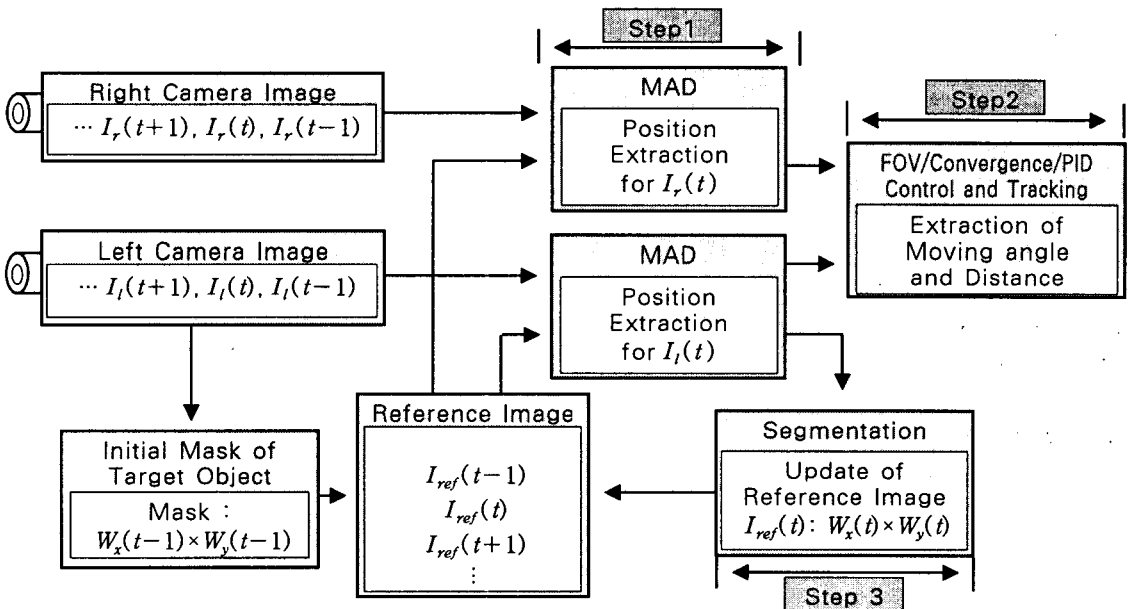 Step1
Right Camera Image
⋯ I_r(t+1), I_r(t), I_r(t−1)
MAD
Position
Extraction
for I_r(t)
Step2
FOV/Convergence/PID
Control and Tracking
Extraction of
Moving angle
and Distance
Left Camera Image
⋯ I_l(t+1), I_l(t), I_l(t−1)
MAD
Position
Extraction
for I_l(t)
Initial Mask of
Target Object
Mask :
W_x(t−1)×W_y(t−1)
Reference Image
I_ref(t−1)
I_ref(t)
I_ref(t+1)
⋮
Segmentation
Update of
Reference Image
I_ref(t): W_x(t)×W_y(t)
Step 3